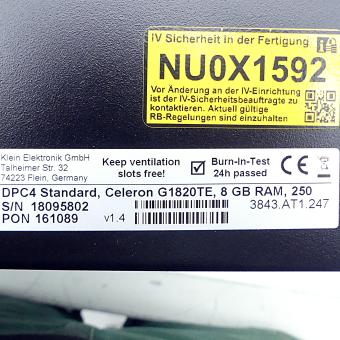 IV Sicherheit in der Fertigung
NU0X1592
Vor Änderung an der IV-Einrichtung
ist der IV-Sicherheitsbeauftragte zu
kontaktieren. Aktuell gültige
RB-Regelungen sind einzuhalten.
Klein Elektronik GmbH
Talheimer Str. 32
74223 Flein, Germany
Keep ventilation
slots free!
Burn-In-Test
24h passed
DPC4 Standard, Celeron G1820TE, 8 GB RAM, 250
S/N 18095802
3843.AT1.247
PON 161089 v1.4